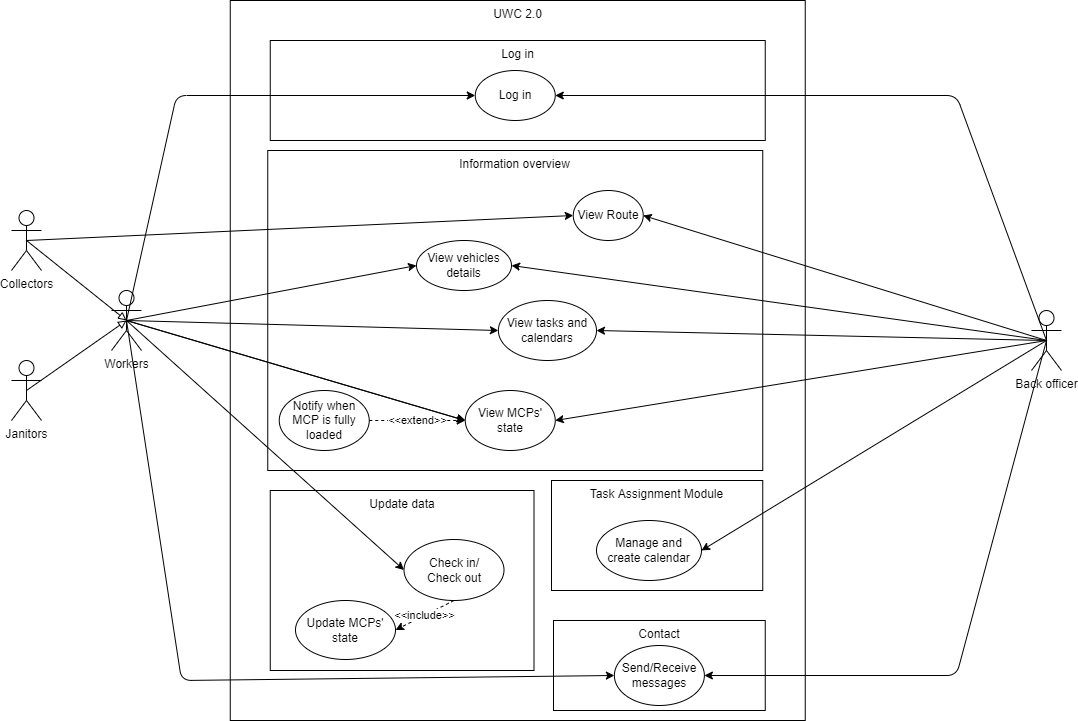 UWC 2.0
Log in
Log in
Information overview
View Route
View vehicles
details
View tasks and
calendars
Notify when
MCP is fully
loaded
<<extend>>
View MCPs'
state
Collectors
Workers
Janitors
Back officer
Update data
Check in/
Check out
<<include>>
Update MCPs'
state
Task Assignment Module
Manage and
create calendar
Contact
Send/Receive
messages